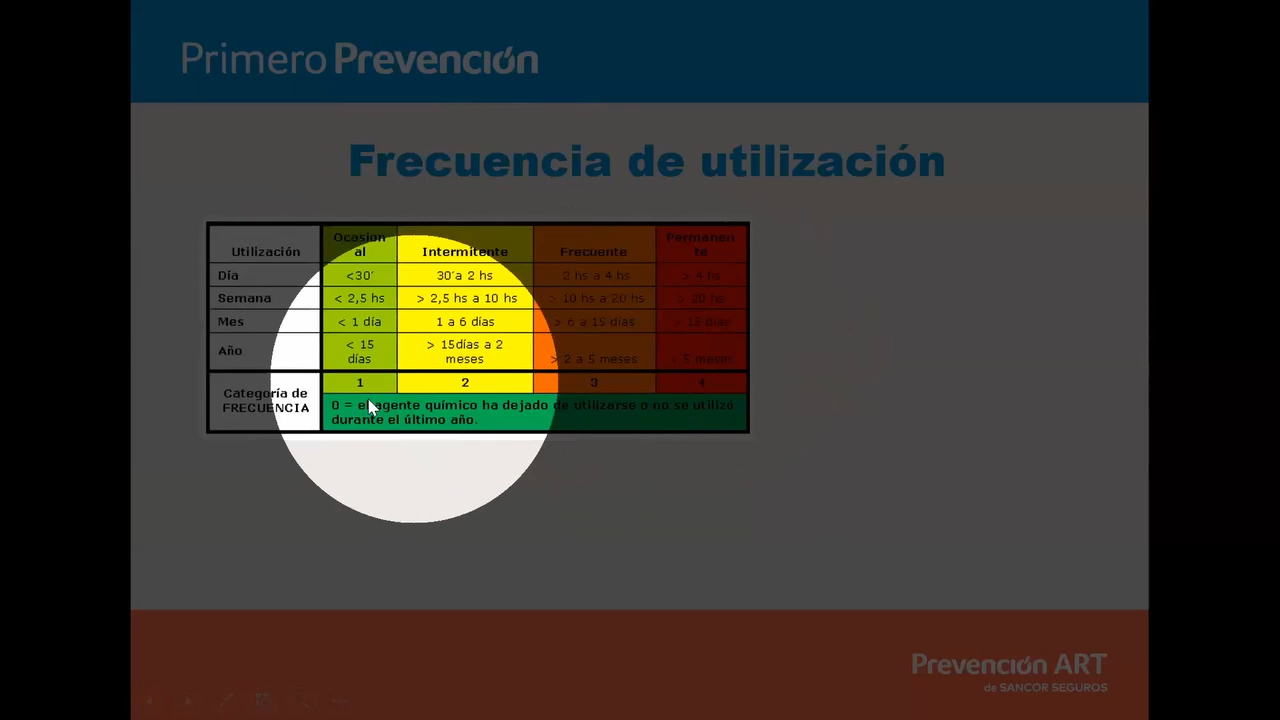 Primero Prevención
Frecuencia de utilización
Utilización Ocasion al Intermitente Frecuente Permanen te
Día <30' 30'a 2 hs 2 hs a 4 hs > 4 hs
Semana < 2,5 hs > 2,5 hs a 10 hs > 10 hs a 20 hs > 20 hs
Mes < 1 día 1 a 6 días > 6 a 15 días > 15 días
Año < 15 días > 15días a 2 meses > 2 a 5 meses > 5 meses
Categoría de FRECUENCIA 1 2 3 4
0 = el agente químico ha dejado de utilizarse o no se utilizó
durante el último año.
Prevención ART
de SANCOR SEGUROS